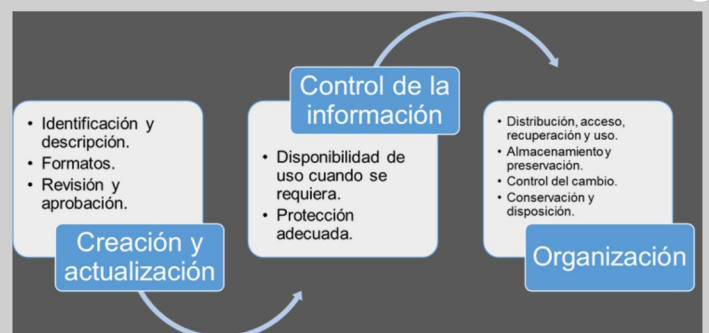 • Identificación y
descripción.
• Formatos.
• Revisión y
aprobación.
Creación y
actualización
Control de la
información
• Disponibilidad de
uso cuando se
requiera.
• Protección
adecuada.
• Distribución, acceso,
recuperación y uso.
• Almacenamiento y
preservación.
• Control del cambio.
• Conservación y
disposición.
Organización